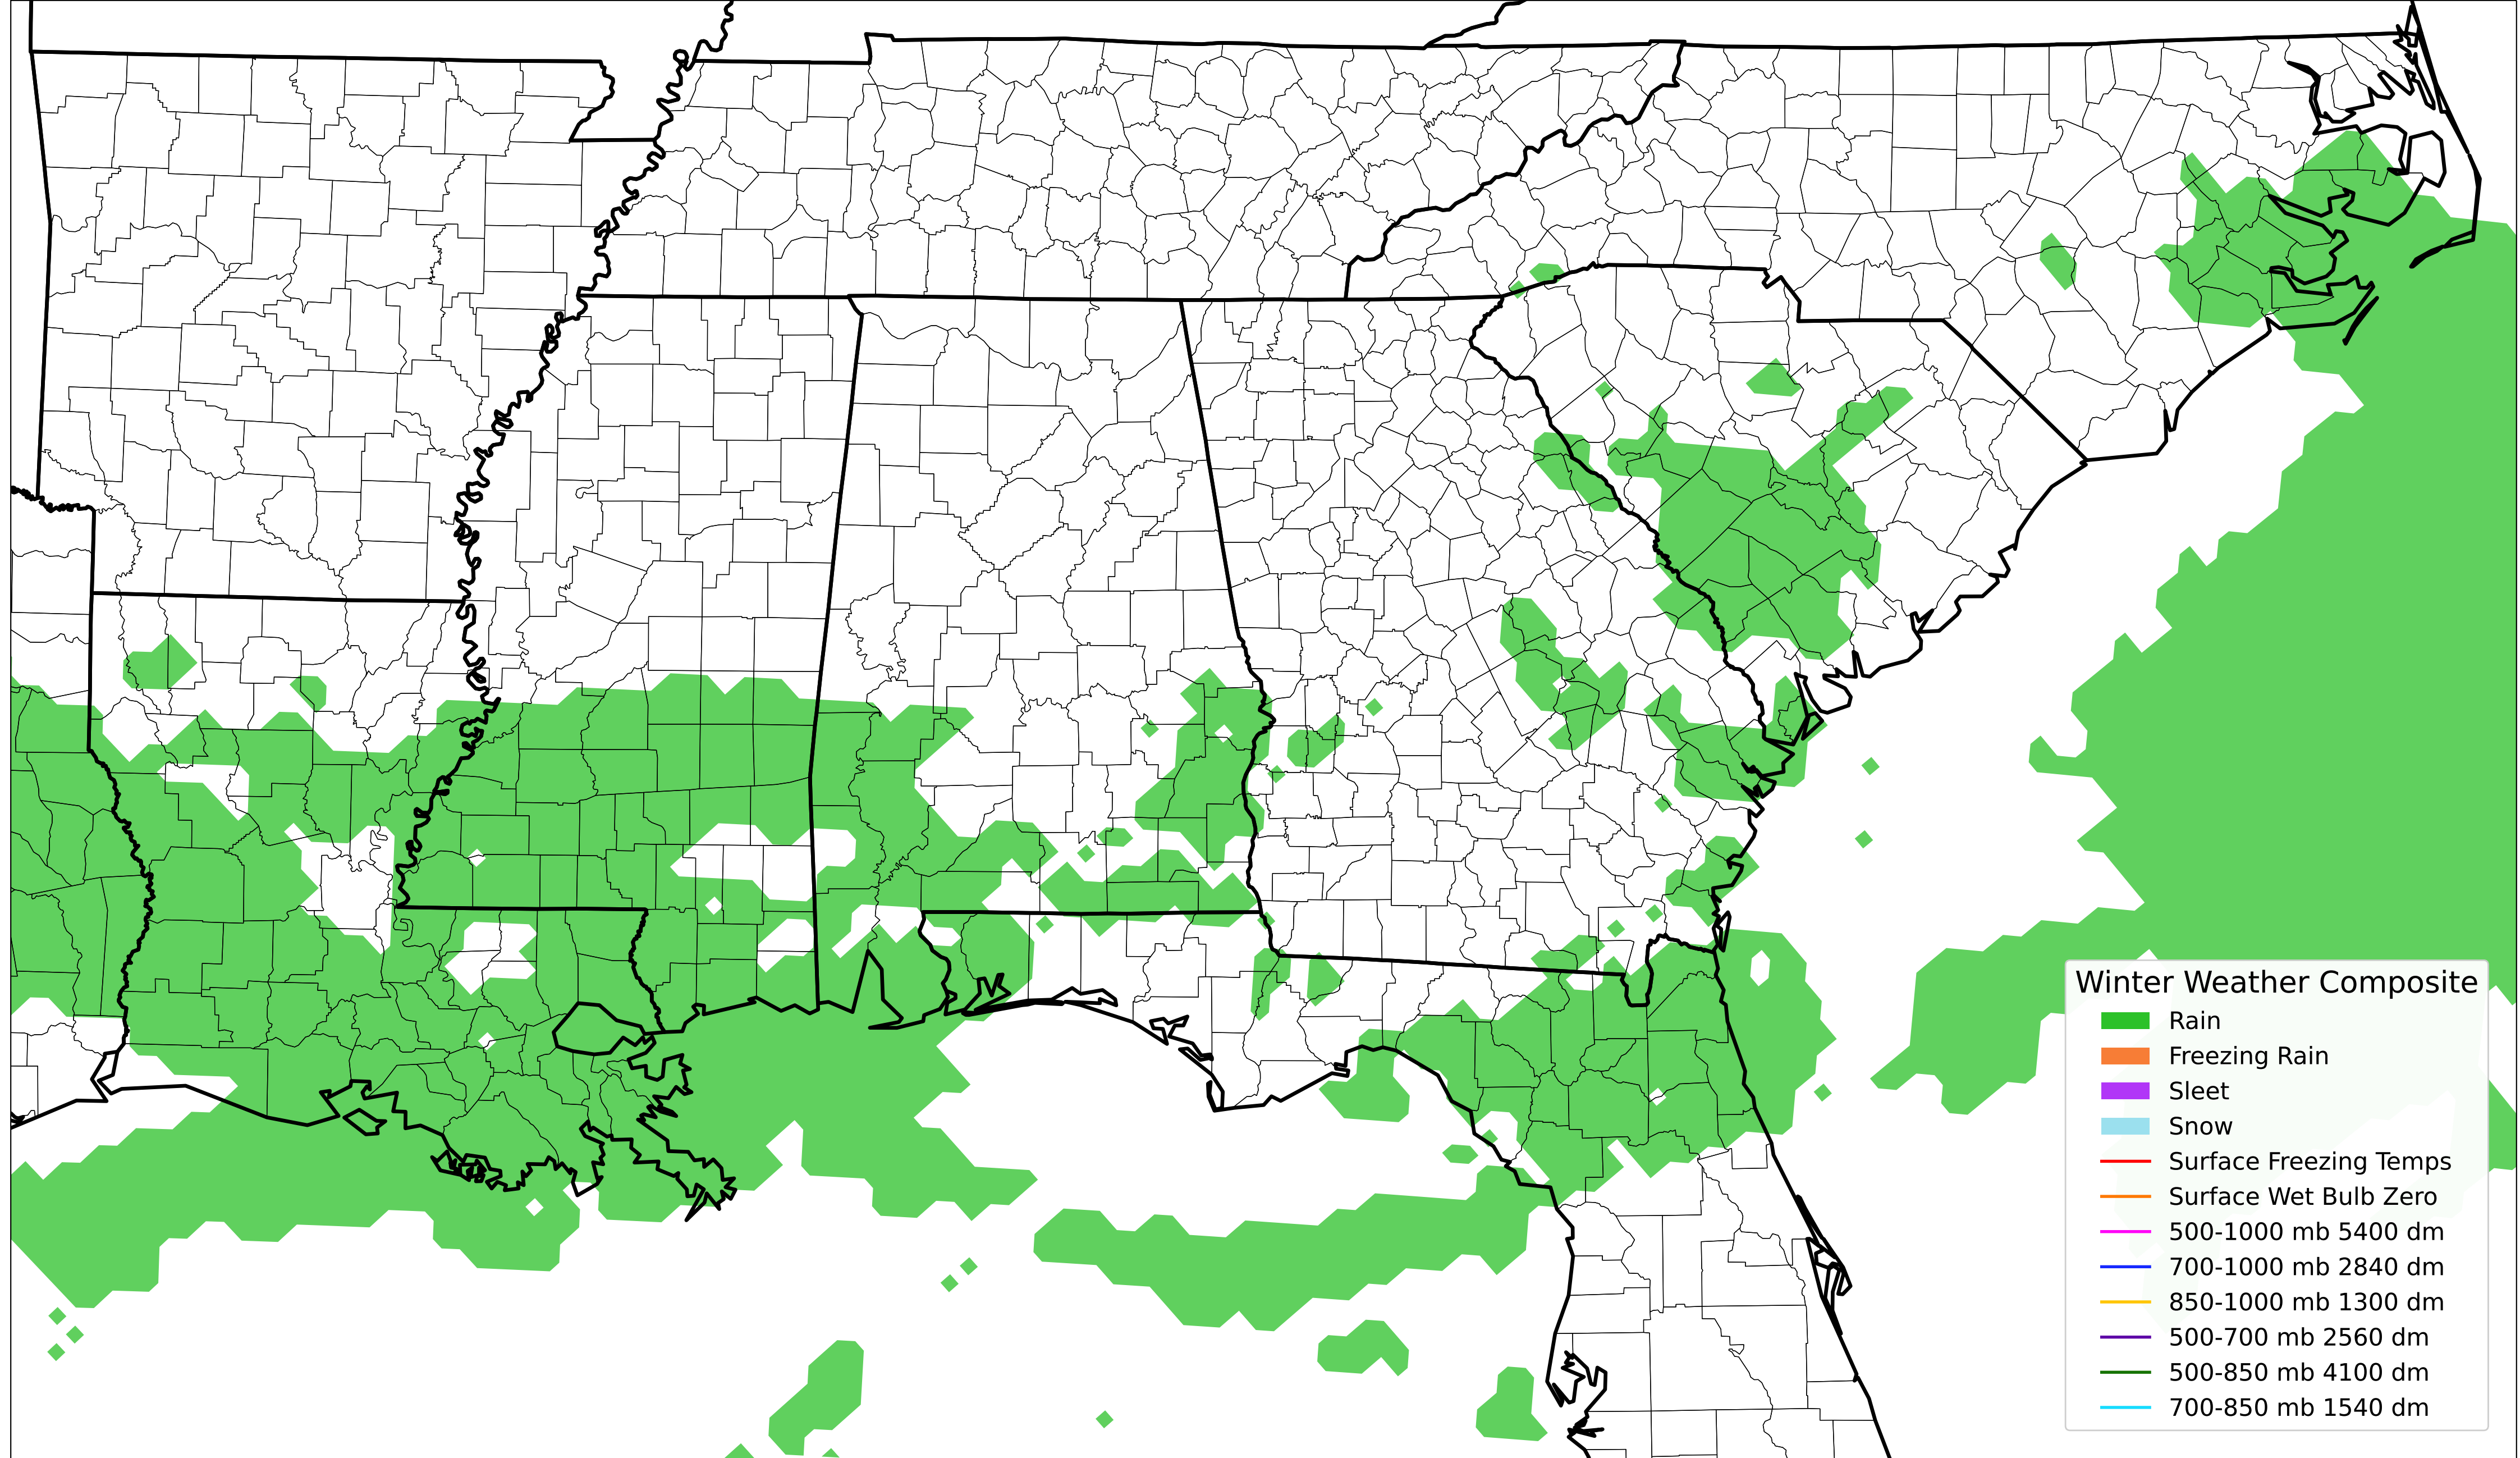 Winter Weather Composite
Rain
Freezing Rain
Sleet
Snow
Surface Freezing Temps
Surface Wet Bulb Zero
500-1000 mb 5400 dm
700-1000 mb 2840 dm
850-1000 mb 1300 dm
500-700 mb 2560 dm
500-850 mb 4100 dm
700-850 mb 1540 dm